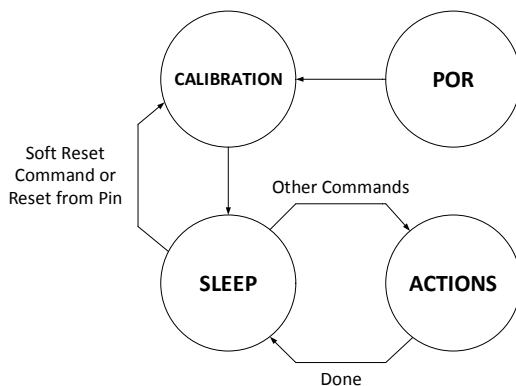 CALIBRATION
POR
Soft Reset
Command or
Reset from Pin
Other Commands
SLEEP
ACTIONS
Done